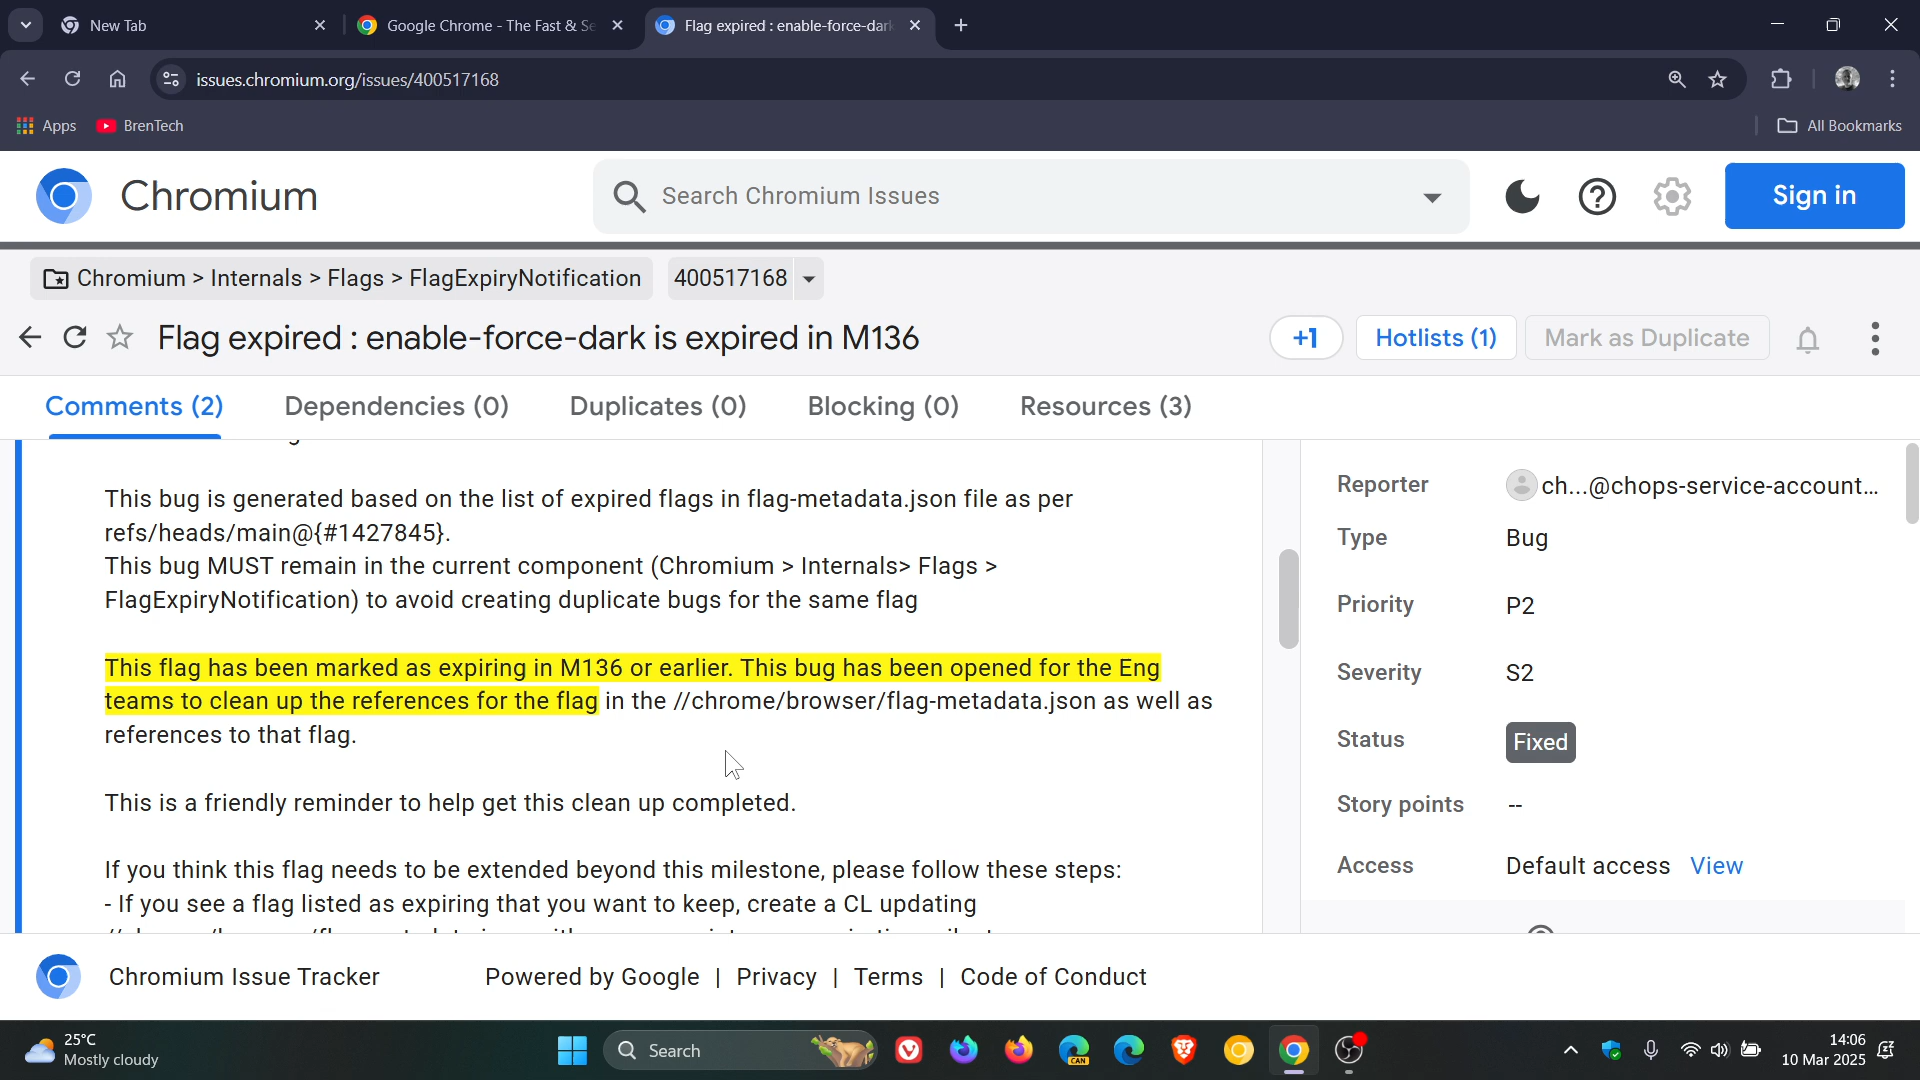 New Tab
Google Chrome - The Fast & Se
Flag expired : enable-force-dark
issues.chromium.org/issues/400517168
Apps
BrenTech
All Bookmarks
Chromium
Search Chromium Issues
Sign in
Chromium > Internals > Flags > FlagExpiryNotification
400517168
Flag expired : enable-force-dark is expired in M136
+1
Hotlists (1)
Mark as Duplicate
Comments (2)
Dependencies (0)
Duplicates (0)
Blocking (0)
Resources (3)
This bug is generated based on the list of expired flags in flag-metadata.json file as per
refs/heads/main@{#1427845}.
This bug MUST remain in the current component (Chromium > Internals> Flags >
FlagExpiryNotification) to avoid creating duplicate bugs for the same flag
This flag has been marked as expiring in M136 or earlier. This bug has been opened for the Eng
teams to clean up the references for the flag in the //chrome/browser/flag-metadata.json as well as
references to that flag.
This is a friendly reminder to help get this clean up completed.
If you think this flag needs to be extended beyond this milestone, please follow these steps:
- If you see a flag listed as expiring that you want to keep, create a CL updating
Reporter
ch...@chops-service-account...
Type
Bug
Priority
P2
Severity
S2
Status
Fixed
Story points
--
Access
Default access View
Chromium Issue Tracker
Powered by Google | Privacy | Terms | Code of Conduct
25°C
Mostly cloudy
Search
CAN
14:06
10 Mar 2025